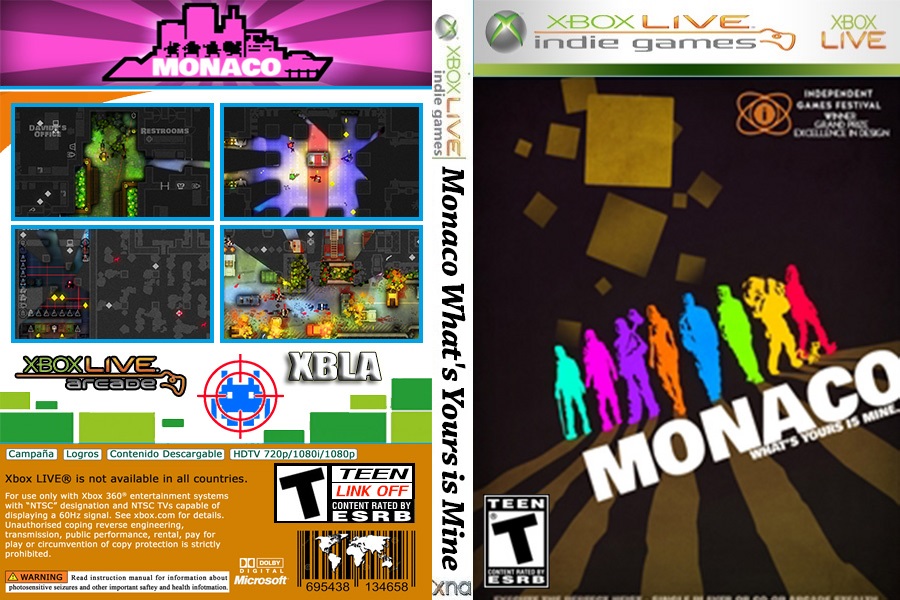 MONACO
DAVIDE'S
OFFICE
RESTROOMS
XBOX LIVE
arcade
XBLA
Campaña
Logros
Contenido Descargable
HDTV 720p/1080i/1080p
Xbox LIVE® is not available in all countries.
For use only with Xbox 360® entertainment systems
with “NTSC” designation and NTSC TVs capable of
displaying a 60Hz signal. See xbox.com for details.
Unauthorised coping reverse engineering,
transmission, public performance, rental, pay for
play or circumvention of copy protection is strictly
prohibited.
WARNING Read instruction manual for information about
photosensitive seizures and other important saftey and health infotmation.
DOLBY
DIGITAL
Microsoft
T
TEEN
LINK OFF
CONTENT RATED BY
ESRB
695438 134658
XBOX LIVE
indie games
Monaco What's Yours is Mine
xna
XBOX LIVE
indie games
XBOX
LIVE
INDEPENDENT
GAMES FESTIVAL
WINNER
GRAND PRIZE
EXCELLENCE IN DESIGN
MONACO
WHAT'S YOURS IS MINE
TEEN
T
CONTENT RATED BY
ESRB